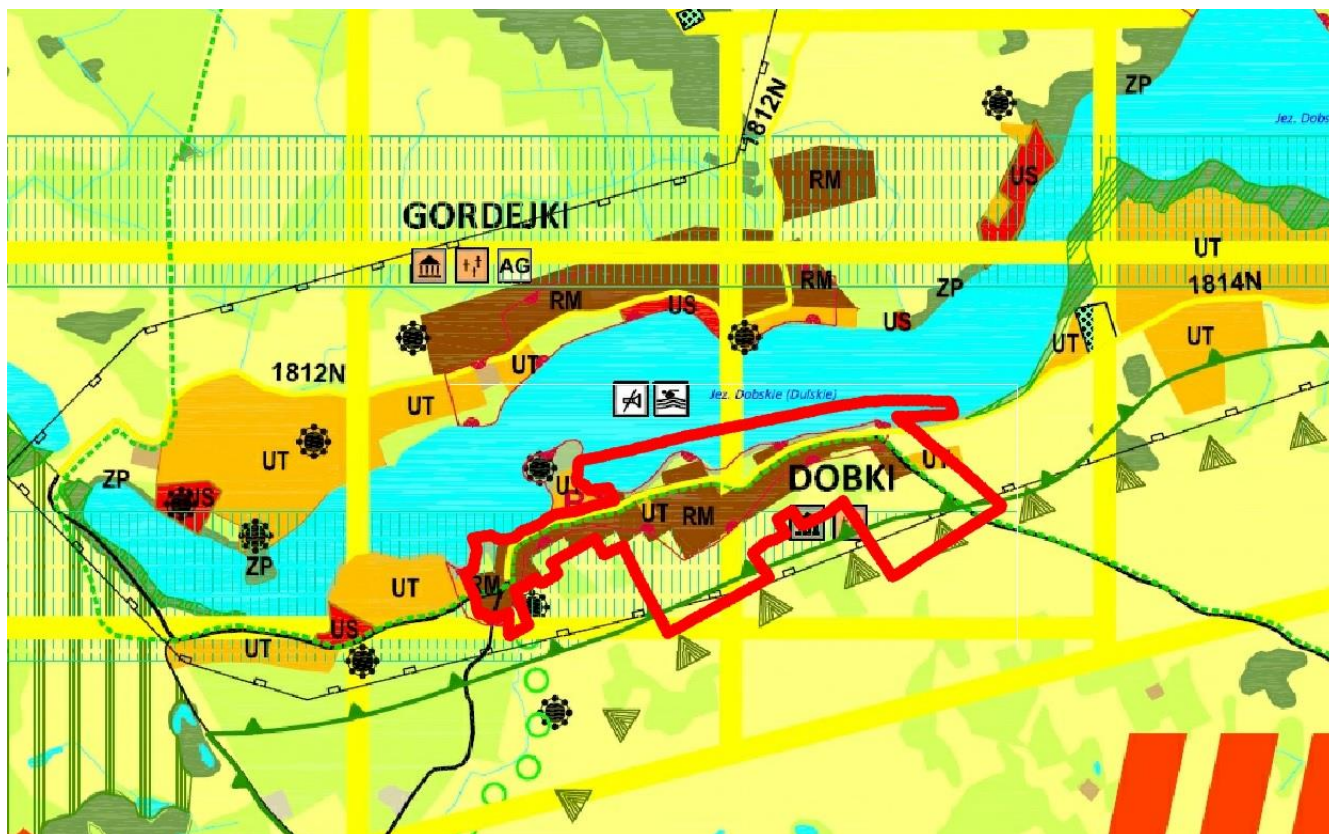 1812N
ZP
Jez. Dobs
RM
US
GORDEJKI
UT
1814N
AG
ZP
RM
RM
US
US
UT
UT
1812N
UT
Jez. Dobskie (Dulskie)
UT
UT
DOBKI
UT
ZP
US
UT
RM
ZP
UT
RM
US
UT